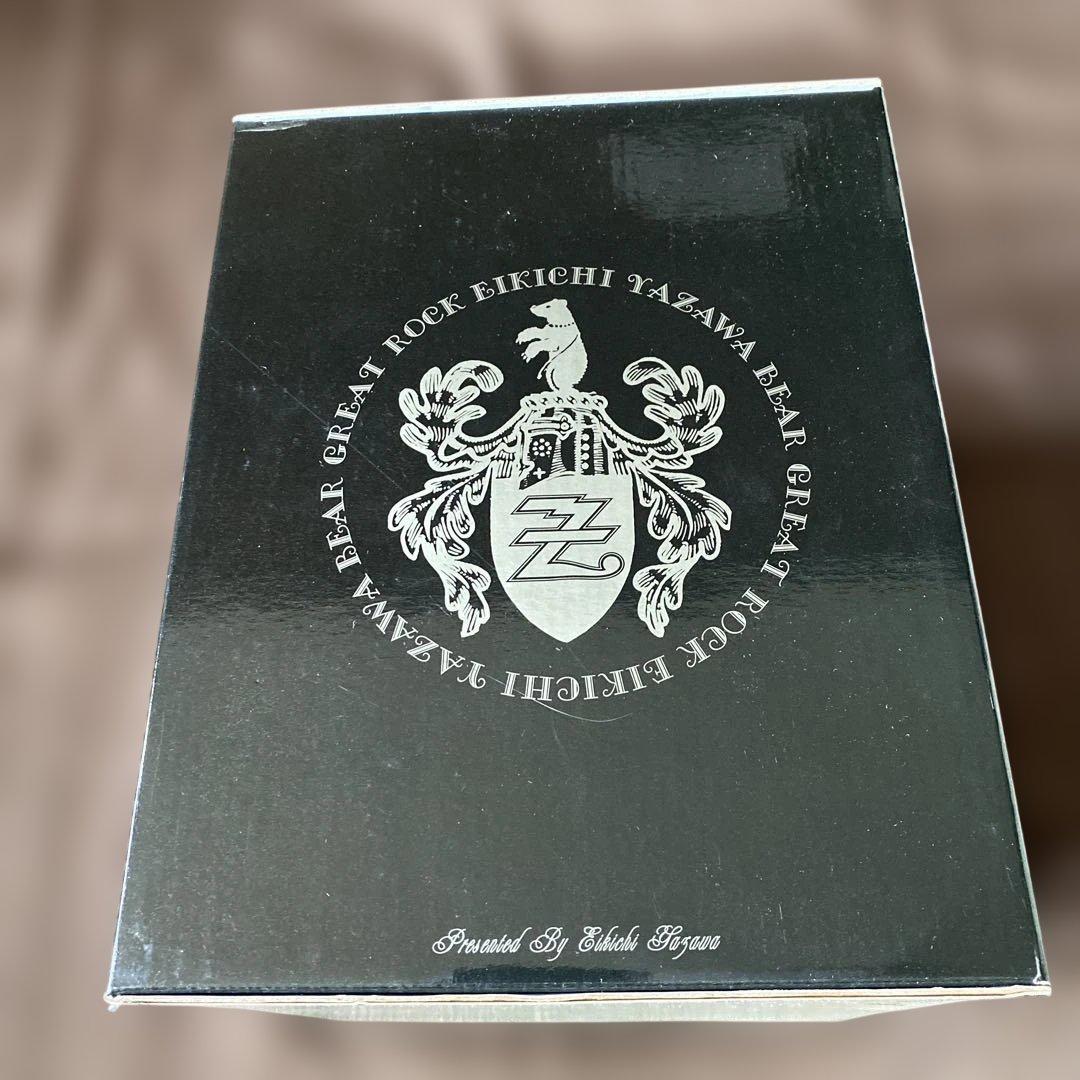 GREAT ROCK EIKICHI YAZAWA BEAR GREAT ROCK EIKICHI YAZAWA BEAR
Z
Presented By Eikichi Yazawa